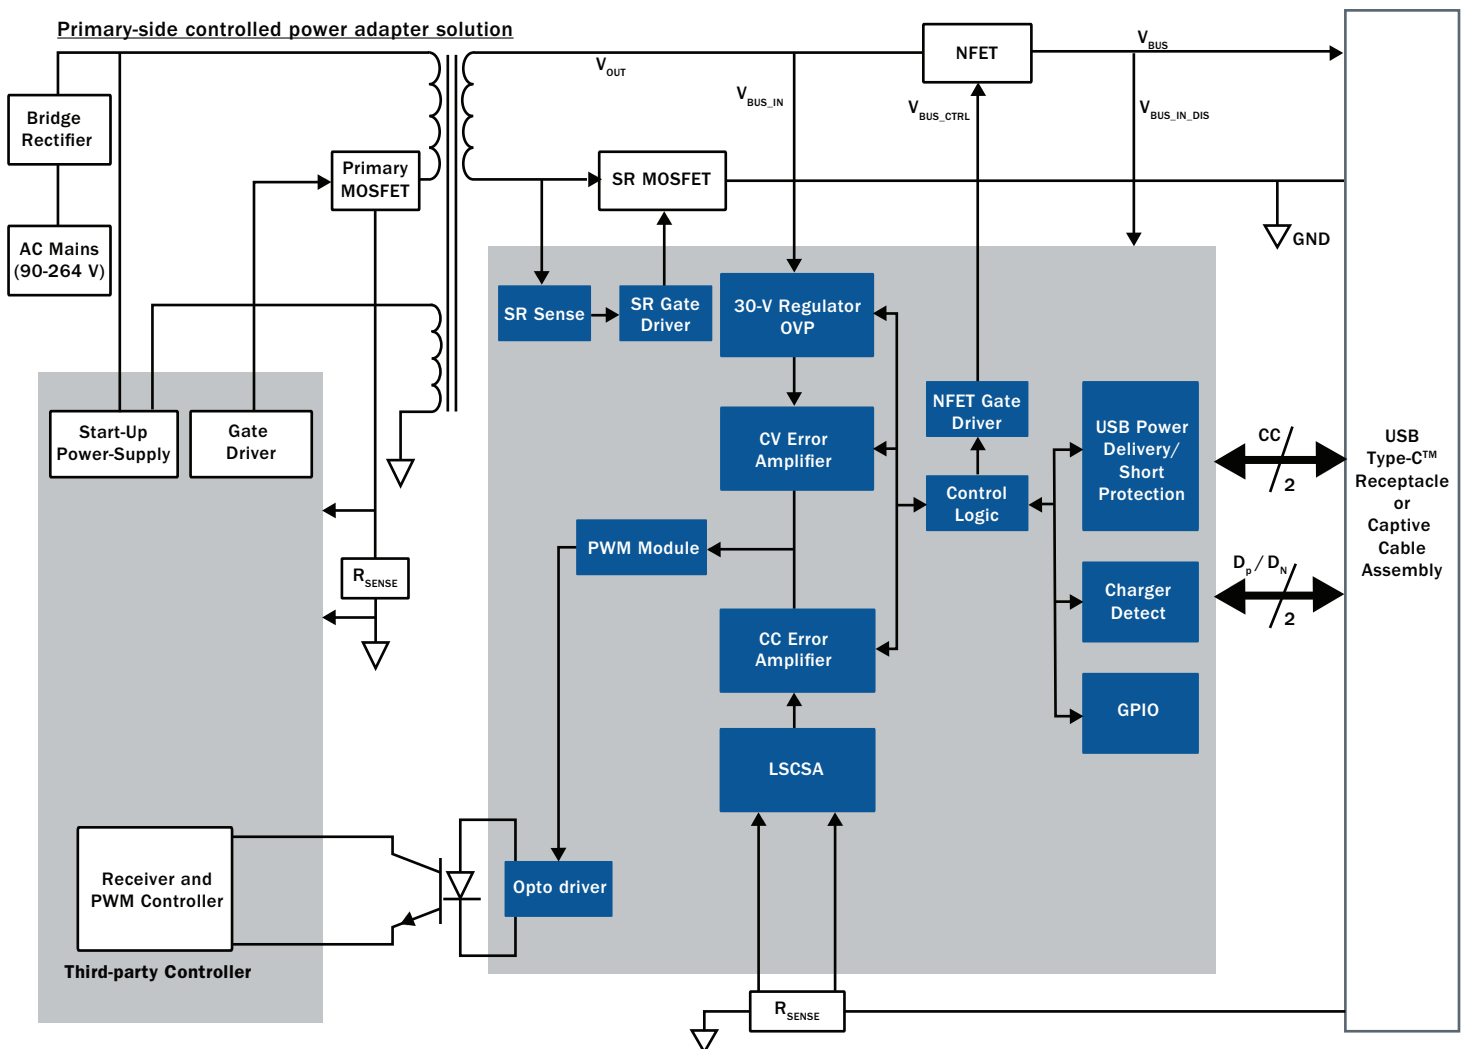 Primary-side controlled power adapter solution
Bridge
Rectifier
AC Mains
(90-264 V)
Primary
MOSFET
VOUT
VBUS_IN
NFET
VBUS
VBUS_CTRL
VBUS_IN_DIS
SR MOSFET
GND
SR Sense
SR Gate
Driver
30-V Regulator
OVP
Start-Up
Power-Supply
Gate
Driver
CV Error
Amplifier
NFET Gate
Driver
USB Power
Delivery/
Short
Protection
CC
2
USB
Type-C™
Receptacle
or
Captive
Cable
Assembly
Control
Logic
PWM Module
RSENSE
Charger
Detect
Dp / DN
2
CC Error
Amplifier
GPIO
LSCSA
Receiver and
PWM Controller
Opto driver
Third-party Controller
RSENSE